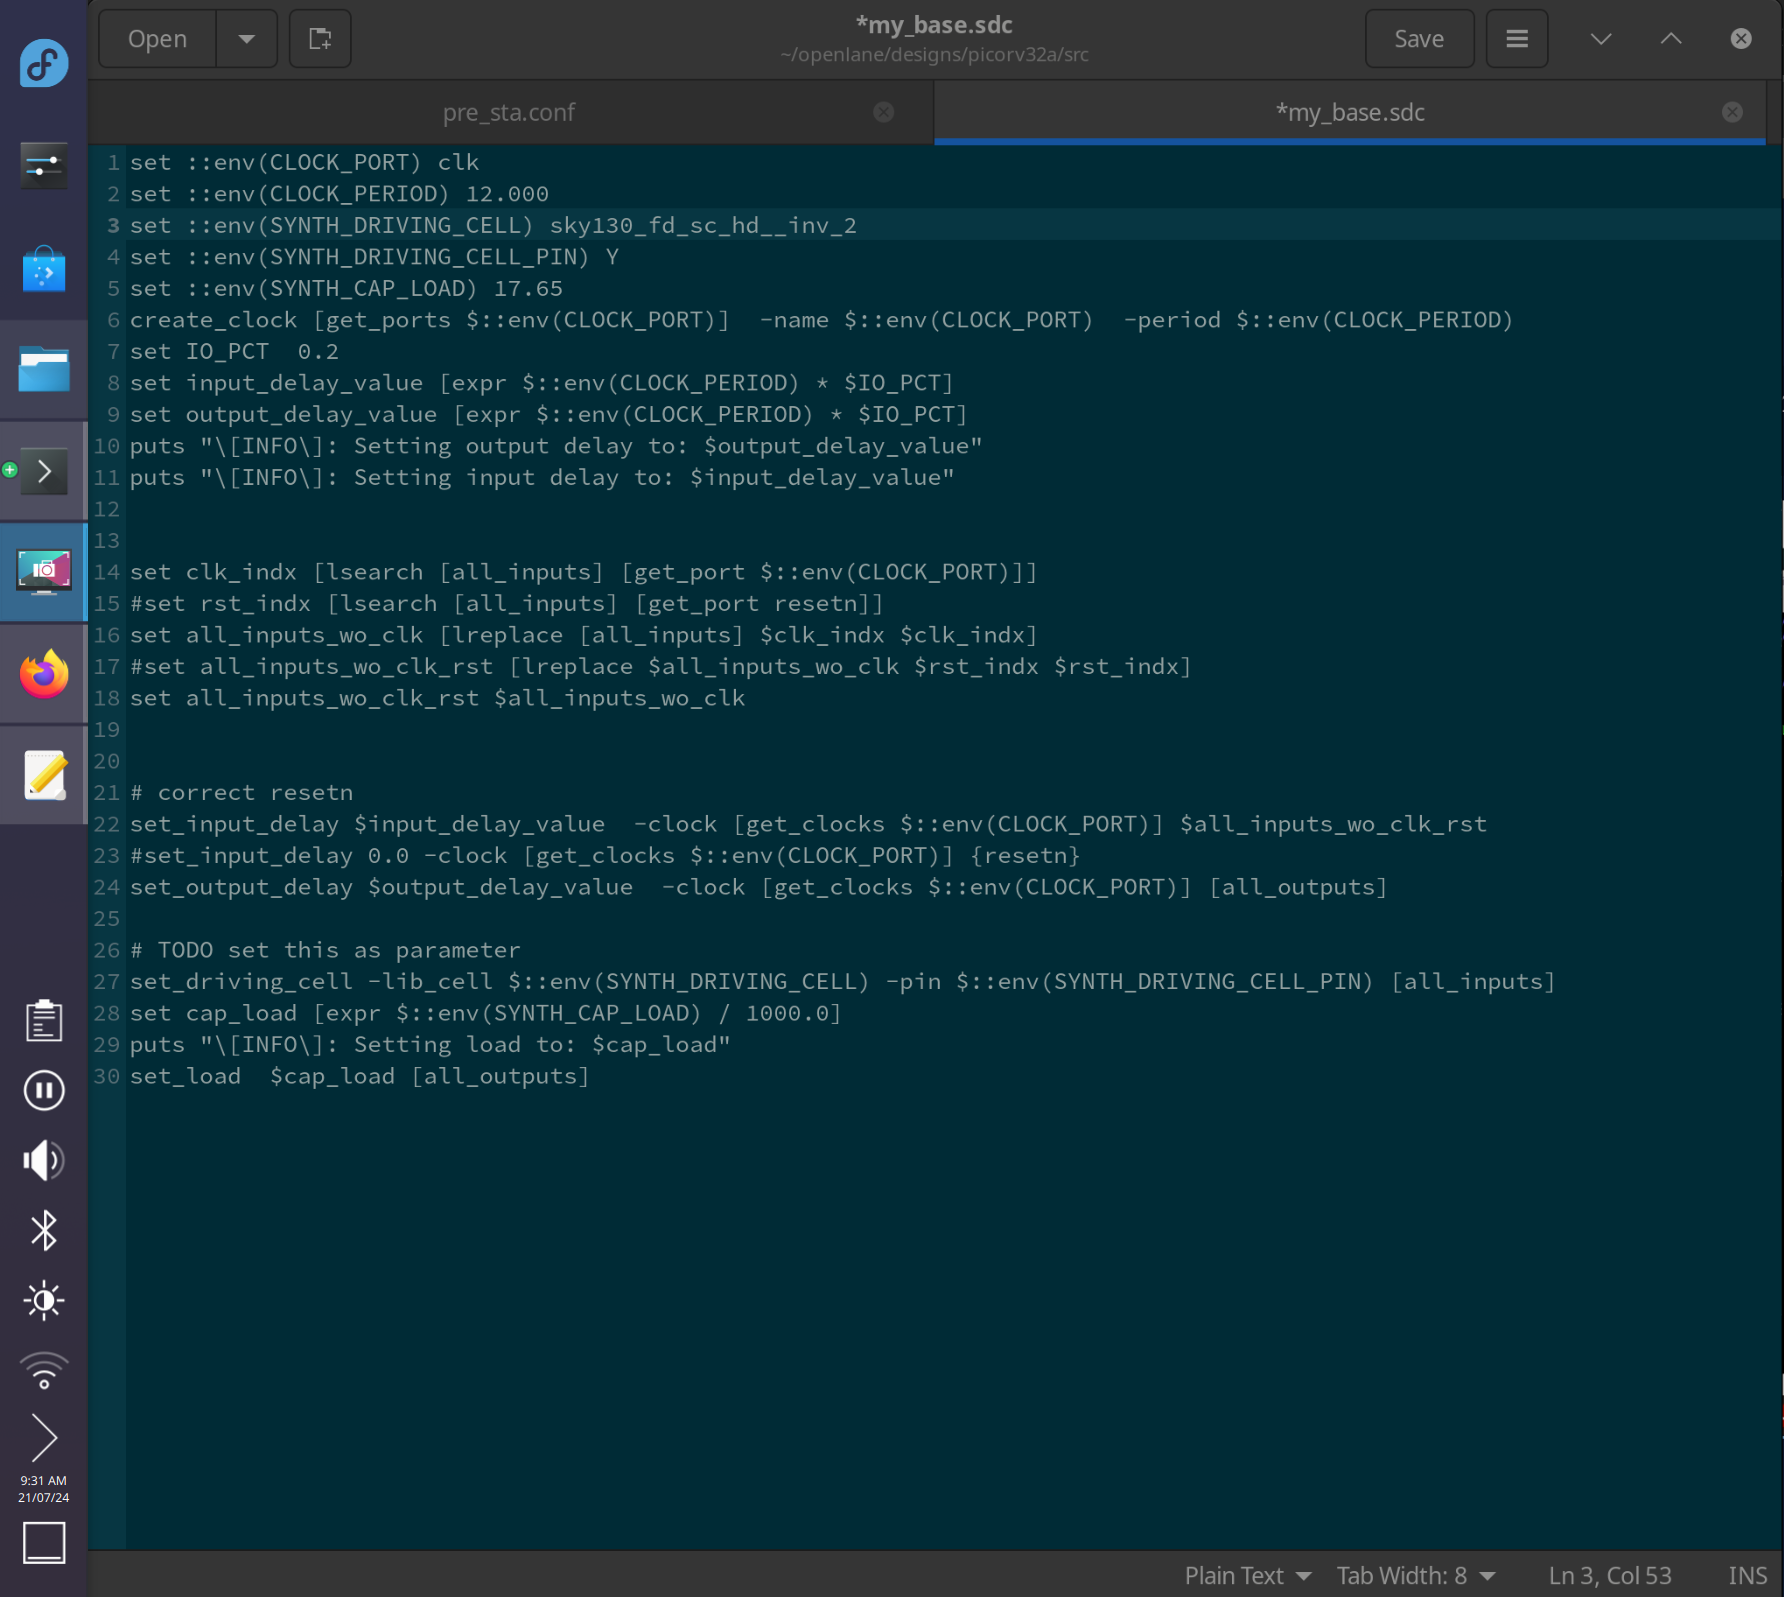 Open
*my_base.sdc
~/openlane/designs/picorv32a/src
Save
pre_sta.conf
*my_base.sdc
1 set ::env(CLOCK_PORT) clk
2 set ::env(CLOCK_PERIOD) 12.000
3 set ::env(SYNTH_DRIVING_CELL) sky130_fd_sc_hd__inv_2
4 set ::env(SYNTH_DRIVING_CELL_PIN) Y
5 set ::env(SYNTH_CAP_LOAD) 17.65
6 create_clock [get_ports $::env(CLOCK_PORT)]  -name $::env(CLOCK_PORT)  -period $::env(CLOCK_PERIOD)
7 set IO_PCT  0.2
8 set input_delay_value [expr $::env(CLOCK_PERIOD) * $IO_PCT]
9 set output_delay_value [expr $::env(CLOCK_PERIOD) * $IO_PCT]
10 puts "\[INFO\]: Setting output delay to: $output_delay_value"
11 puts "\[INFO\]: Setting input delay to: $input_delay_value"
12
13
14 set clk_indx [lsearch [all_inputs] [get_port $::env(CLOCK_PORT)]]
15 #set rst_indx [lsearch [all_inputs] [get_port resetn]]
16 set all_inputs_wo_clk [lreplace [all_inputs] $clk_indx $clk_indx]
17 #set all_inputs_wo_clk_rst [lreplace $all_inputs_wo_clk $rst_indx $rst_indx]
18 set all_inputs_wo_clk_rst $all_inputs_wo_clk
19
20
21 # correct resetn
22 set_input_delay $input_delay_value  -clock [get_clocks $::env(CLOCK_PORT)] $all_inputs_wo_clk_rst
23 #set_input_delay 0.0 -clock [get_clocks $::env(CLOCK_PORT)] {resetn}
24 set_output_delay $output_delay_value  -clock [get_clocks $::env(CLOCK_PORT)] [all_outputs]
25
26 # TODO set this as parameter
27 set_driving_cell -lib_cell $::env(SYNTH_DRIVING_CELL) -pin $::env(SYNTH_DRIVING_CELL_PIN) [all_inputs]
28 set cap_load [expr $::env(SYNTH_CAP_LOAD) / 1000.0]
29 puts "\[INFO\]: Setting load to: $cap_load"
30 set_load  $cap_load [all_outputs]
9:31 AM
21/07/24
Plain Text
Tab Width: 8
Ln 3, Col 53
INS